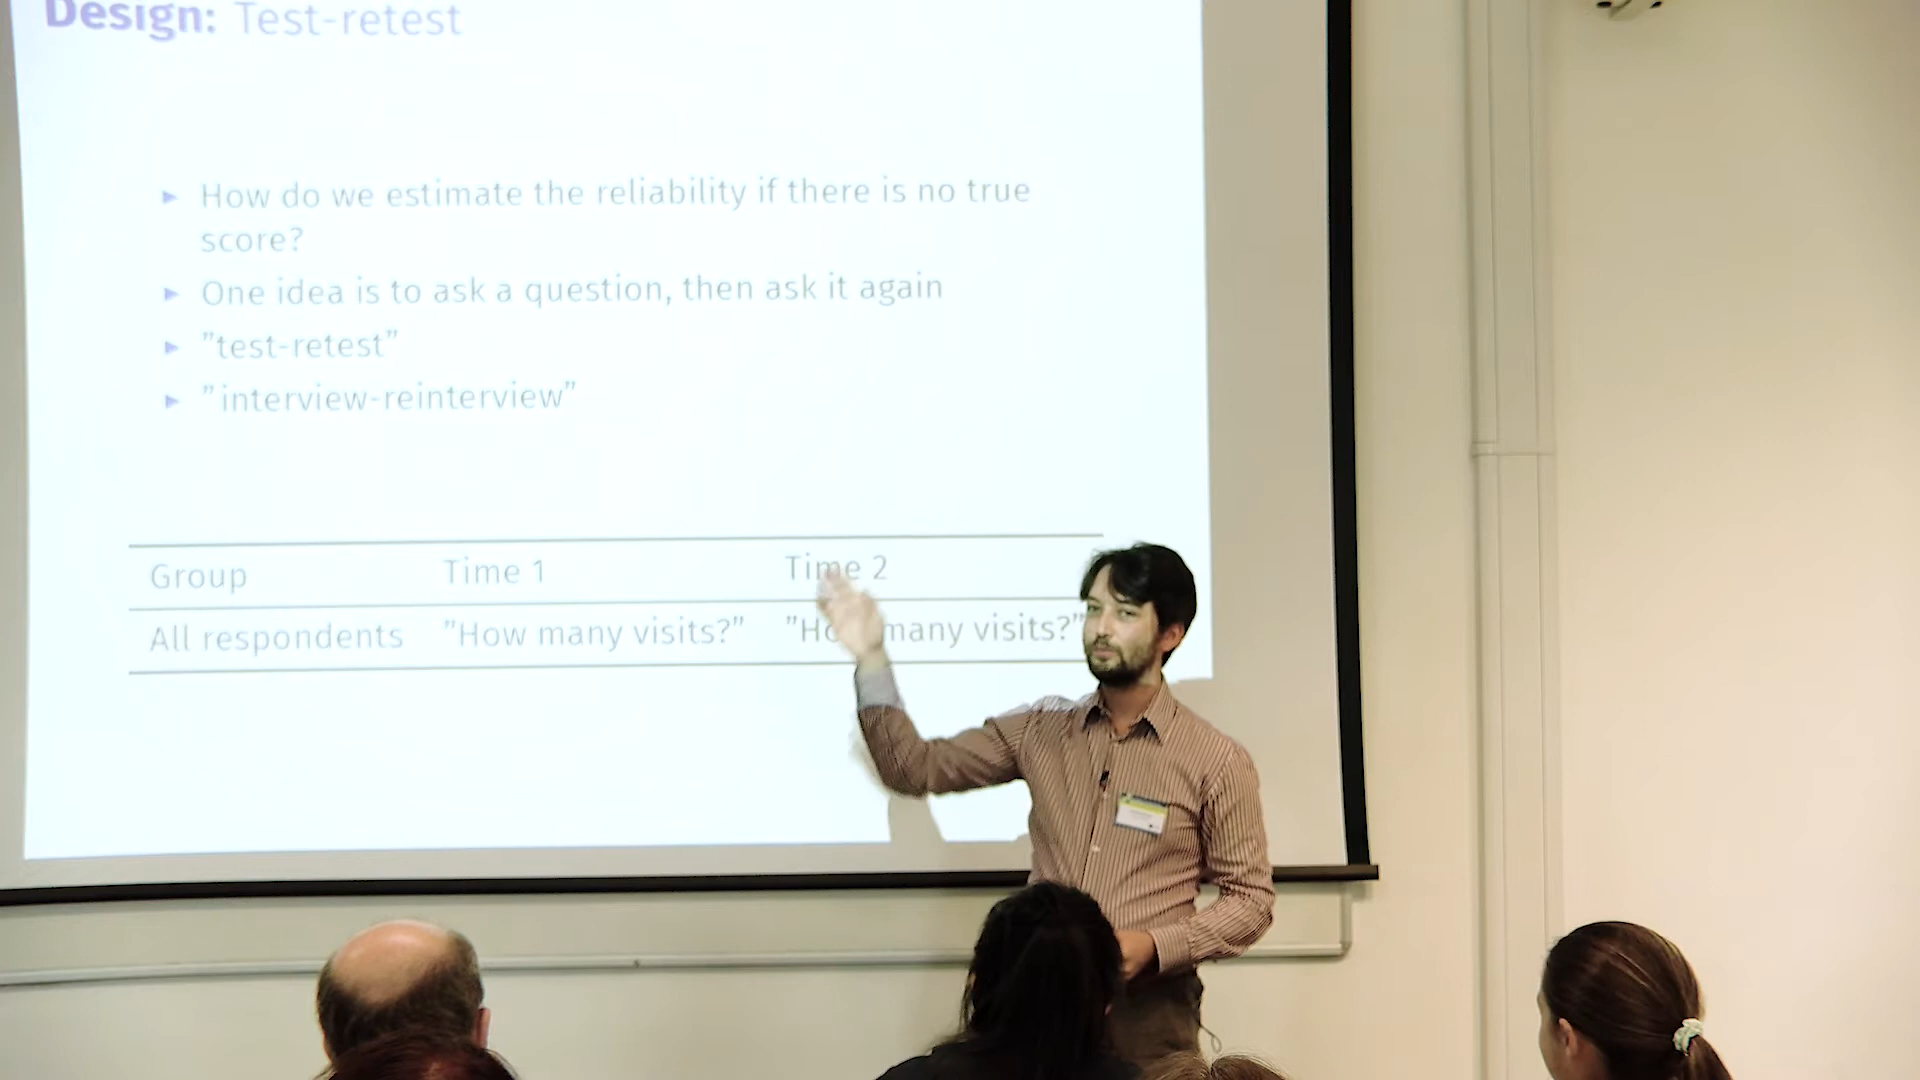 Design: Test-retest
▶ How do we estimate the reliability if there is no true
score?
▶ One idea is to ask a question, then ask it again
▶ ”test-retest”
▶ ”interview-reinterview”
Group Time 1 Time 2
All respondents ”How many visits?” ”How many visits?”